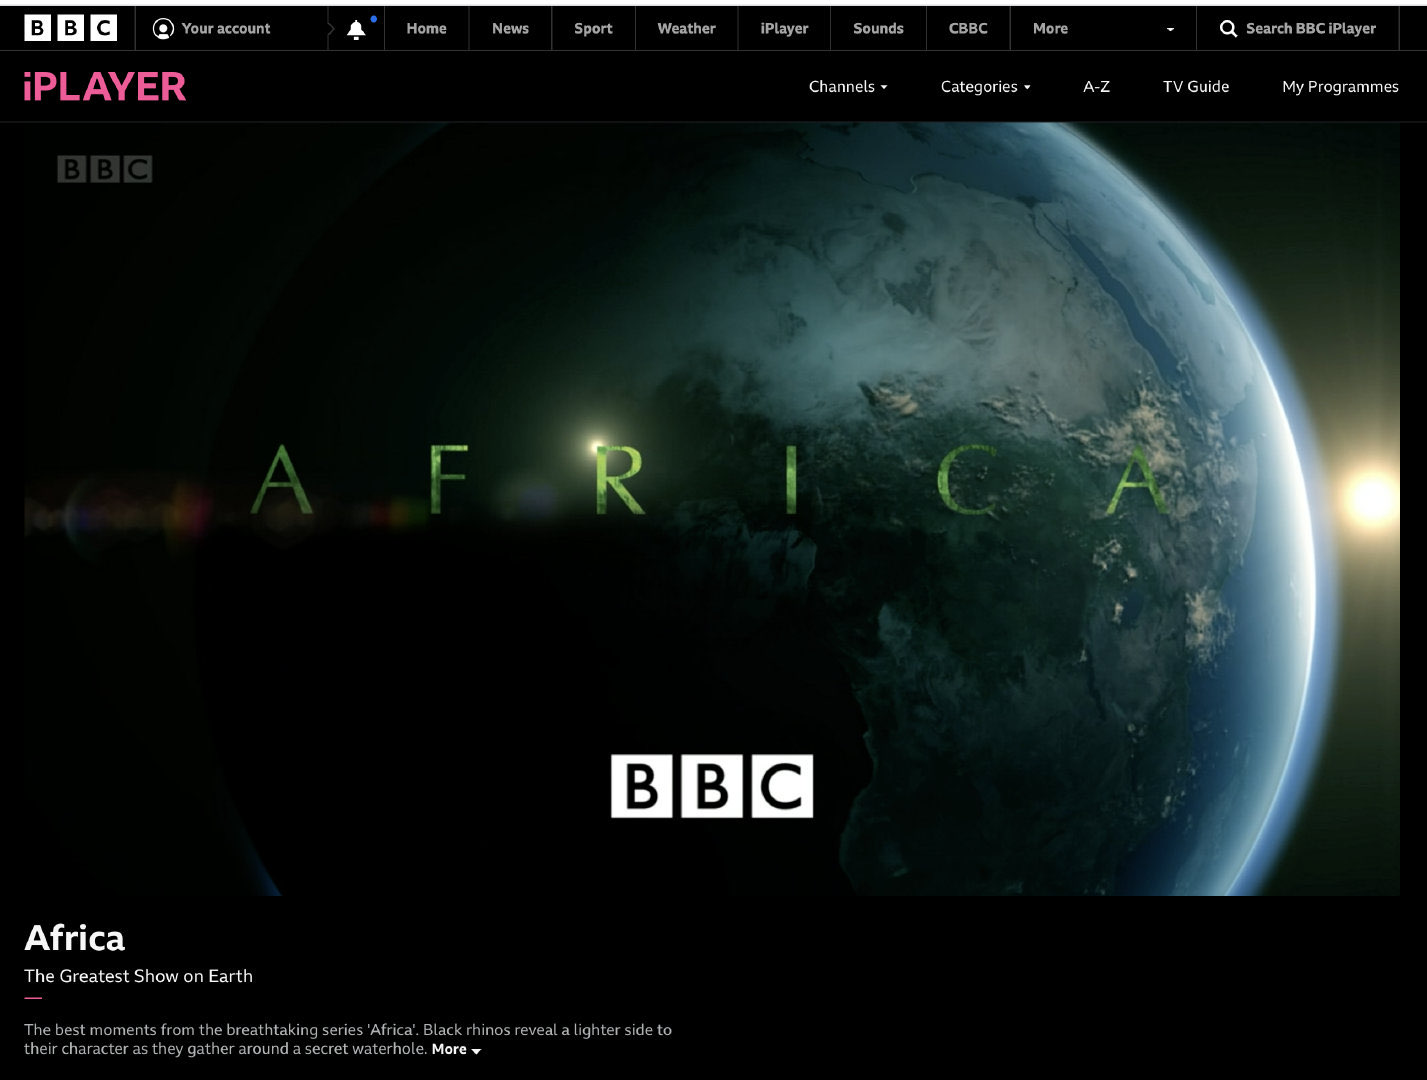 BBC
Your account
Home
News
Sport
Weather
iPlayer
Sounds
CBBC
More
Search BBC iPlayer
iPLAYER
Channels
Categories
A-Z
TV Guide
My Programmes
BBC
AFRICA
BBC
Africa
The Greatest Show on Earth
The best moments from the breathtaking series 'Africa'. Black rhinos reveal a lighter side to
their character as they gather around a secret waterhole. More